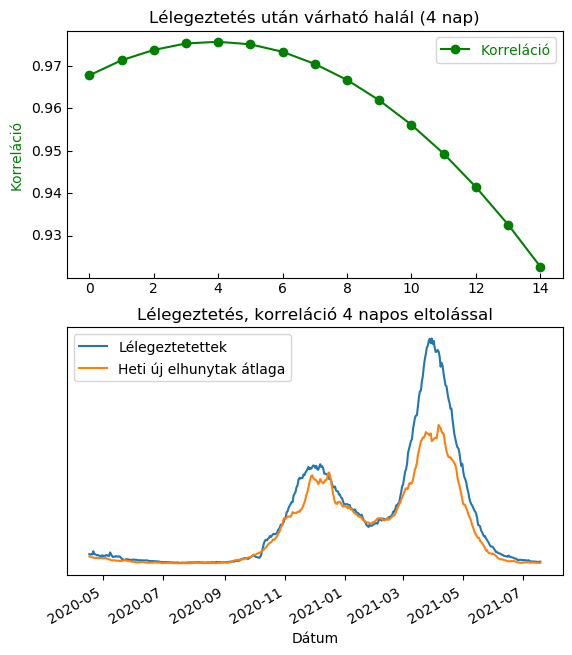 Lélegeztetés után várható halál (4 nap)
Korreláció
Korreláció
0.97
0.96
0.95
0.94
0.93
0 2 4 6 8 10 12 14
Lélegeztetés, korreláció 4 napos eltolással
Lélegeztetettek
Heti új elhunytak átlaga
2020-05 2020-07 2020-09 2020-11 2021-01 2021-03 2021-05 2021-07
Dátum